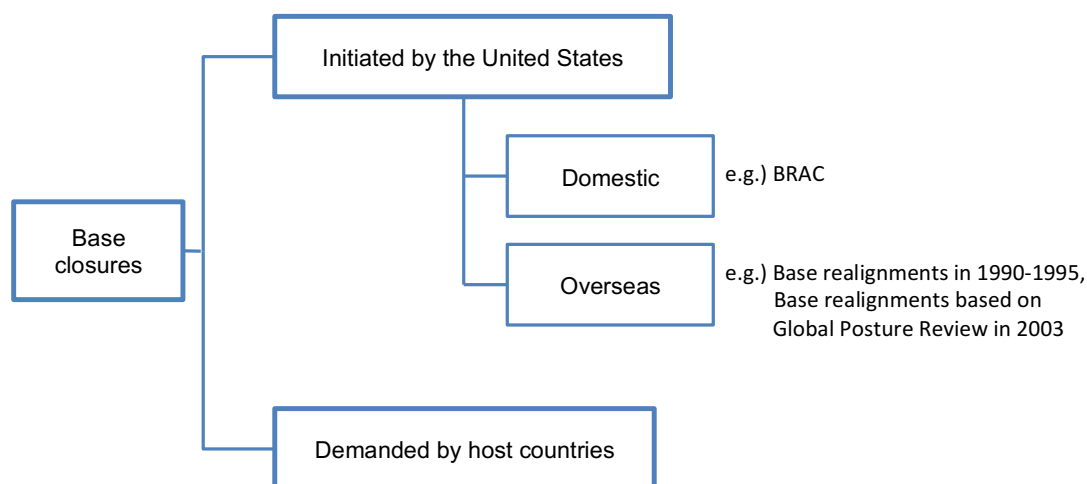 Initiated by the United States
Domestic
e.g.) BRAC
Base
closures
Overseas
e.g.) Base realignments in 1990-1995,
Base realignments based on
Global Posture Review in 2003
Demanded by host countries